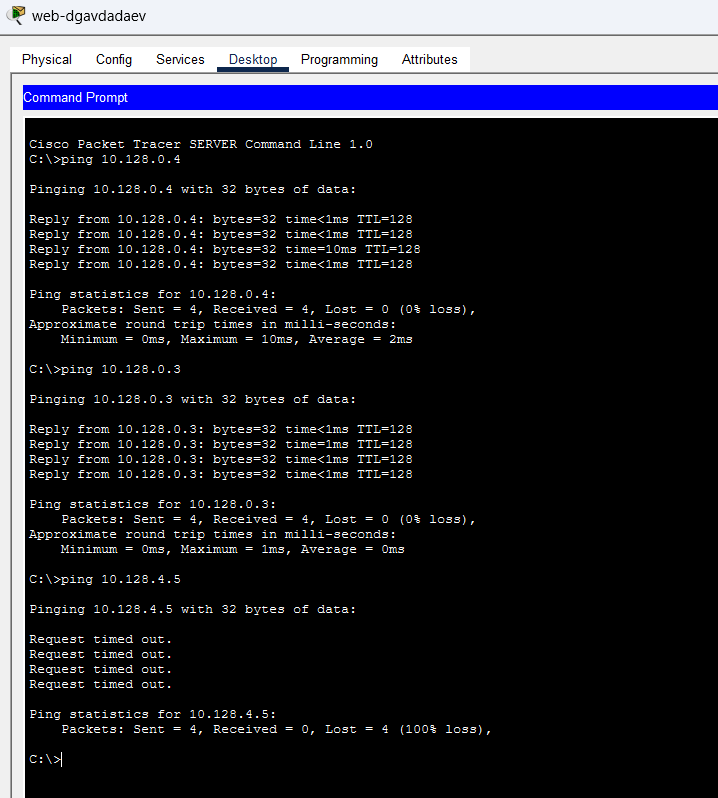 web-dgavdadaev
Physical Config Services Desktop Programming Attributes
Command Prompt
Cisco Packet Tracer SERVER Command Line 1.0
C:\>ping 10.128.0.4
Pinging 10.128.0.4 with 32 bytes of data:
Reply from 10.128.0.4: bytes=32 time<1ms TTL=128
Reply from 10.128.0.4: bytes=32 time<1ms TTL=128
Reply from 10.128.0.4: bytes=32 time=10ms TTL=128
Reply from 10.128.0.4: bytes=32 time<1ms TTL=128
Ping statistics for 10.128.0.4:
Packets: Sent = 4, Received = 4, Lost = 0 (0% loss),
Approximate round trip times in milli-seconds:
Minimum = 0ms, Maximum = 10ms, Average = 2ms
C:\>ping 10.128.0.3
Pinging 10.128.0.3 with 32 bytes of data:
Reply from 10.128.0.3: bytes=32 time<1ms TTL=128
Reply from 10.128.0.3: bytes=32 time=1ms TTL=128
Reply from 10.128.0.3: bytes=32 time<1ms TTL=128
Reply from 10.128.0.3: bytes=32 time<1ms TTL=128
Ping statistics for 10.128.0.3:
Packets: Sent = 4, Received = 4, Lost = 0 (0% loss),
Approximate round trip times in milli-seconds:
Minimum = 0ms, Maximum = 1ms, Average = 0ms
C:\>ping 10.128.4.5
Pinging 10.128.4.5 with 32 bytes of data:
Request timed out.
Request timed out.
Request timed out.
Request timed out.
Ping statistics for 10.128.4.5:
Packets: Sent = 4, Received = 0, Lost = 4 (100% loss),
C:\>